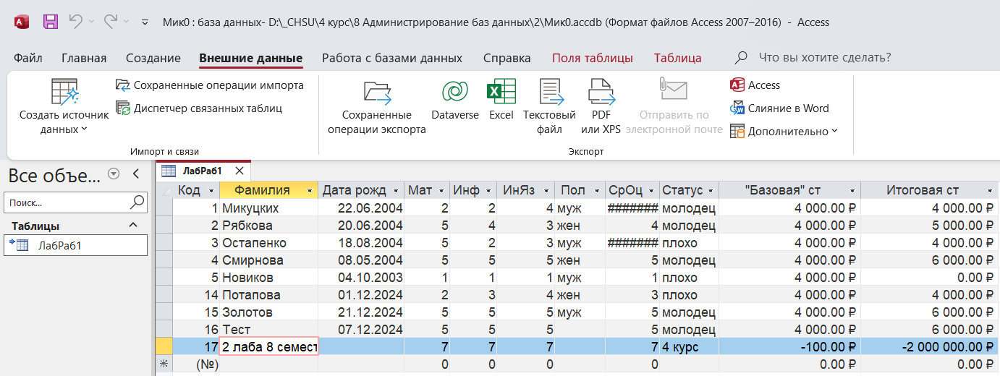 Мик0 : база данных- D:\_CHSU\4 курс\8 Администрирование баз данных\2\Мик0.accdb (Формат файлов Access 2007–2016) - Access
Файл Главная Создание Внешние данные Работа с базами данных Справка Поля таблицы Таблица Что вы хотите сделать?
Создать источник данных
Сохраненные операции импорта
Диспетчер связанных таблиц
Импорт и связи
Сохраненные операции экспорта
Dataverse
Excel
Текстовый файл
PDF или XPS
Отправить по электронной почте
Access
Слияние в Word
Дополнительно
Экспорт
Все объе...
Поиск...
Таблицы
ЛабРаб1
ЛабРаб1
Код Фамилия Дата рожд Мат Инф ИнЯз Пол СрОц Статус "Базовая" ст Итоговая ст
1 Микуцких 22.06.2004 2 2 4 муж ####### молодец 4 000.00 ₽ 4 000.00 ₽
2 Рябкова 20.06.2004 5 4 3 жен 4 молодец 4 000.00 ₽ 5 000.00 ₽
3 Остапенко 18.08.2004 5 2 3 муж ####### плохо 4 000.00 ₽ 4 000.00 ₽
4 Смирнова 08.05.2004 5 5 5 жен 5 молодец 4 000.00 ₽ 6 000.00 ₽
5 Новиков 04.10.2003 1 1 1 муж 1 плохо 4 000.00 ₽ 0.00 ₽
14 Потапова 01.12.2024 2 3 4 жен 3 плохо 4 000.00 ₽ 4 000.00 ₽
15 Золотов 21.12.2024 5 5 5 муж 5 молодец 4 000.00 ₽ 6 000.00 ₽
16 Тест 07.12.2024 5 5 5 5 молодец 4 000.00 ₽ 6 000.00 ₽
17 2 лаба 8 семест 7 7 7 7 4 курс -100.00 ₽ -2 000 000.00 ₽
(№) 0 0 0 0 0.00 ₽ 0.00 ₽